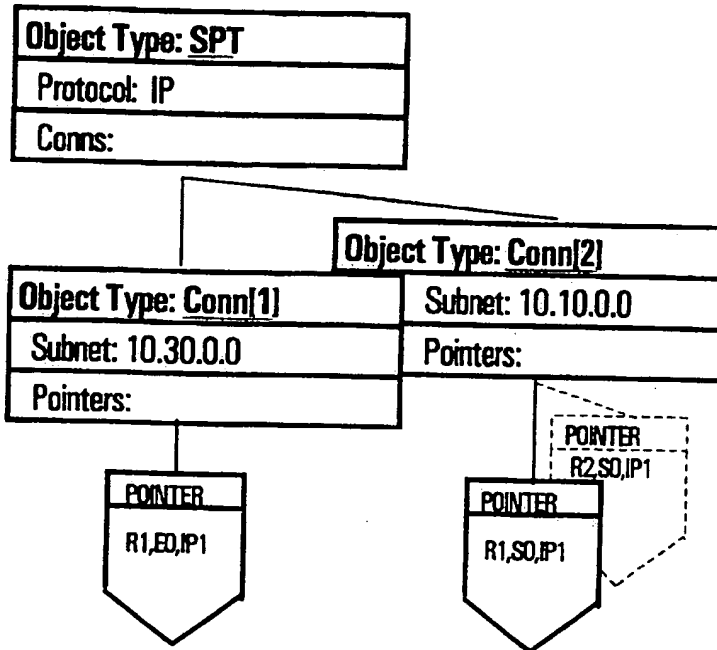 Object Type: SPT
Protocol: IP
Conns:
Object Type: Conn[2]
Subnet: 10.10.0.0
Pointers:
Object Type: Conn[1]
Subnet: 10.30.0.0
Pointers:
POINTER
R2,S0,IP1
POINTER
R1,E0,IP1
POINTER
R1,S0,IP1